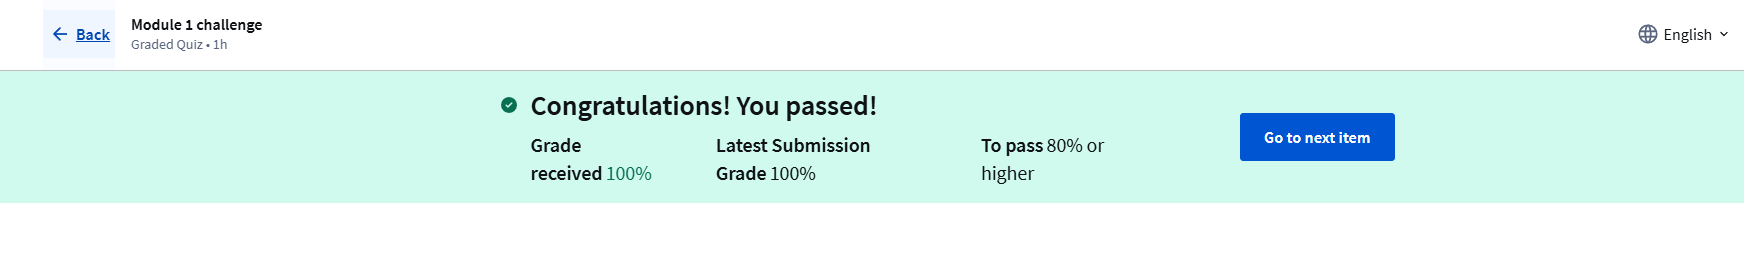 Back
Module 1 challenge
Graded Quiz • 1h
English
Congratulations! You passed!
Grade
received 100%
Latest Submission
Grade 100%
To pass 80% or
higher
Go to next item